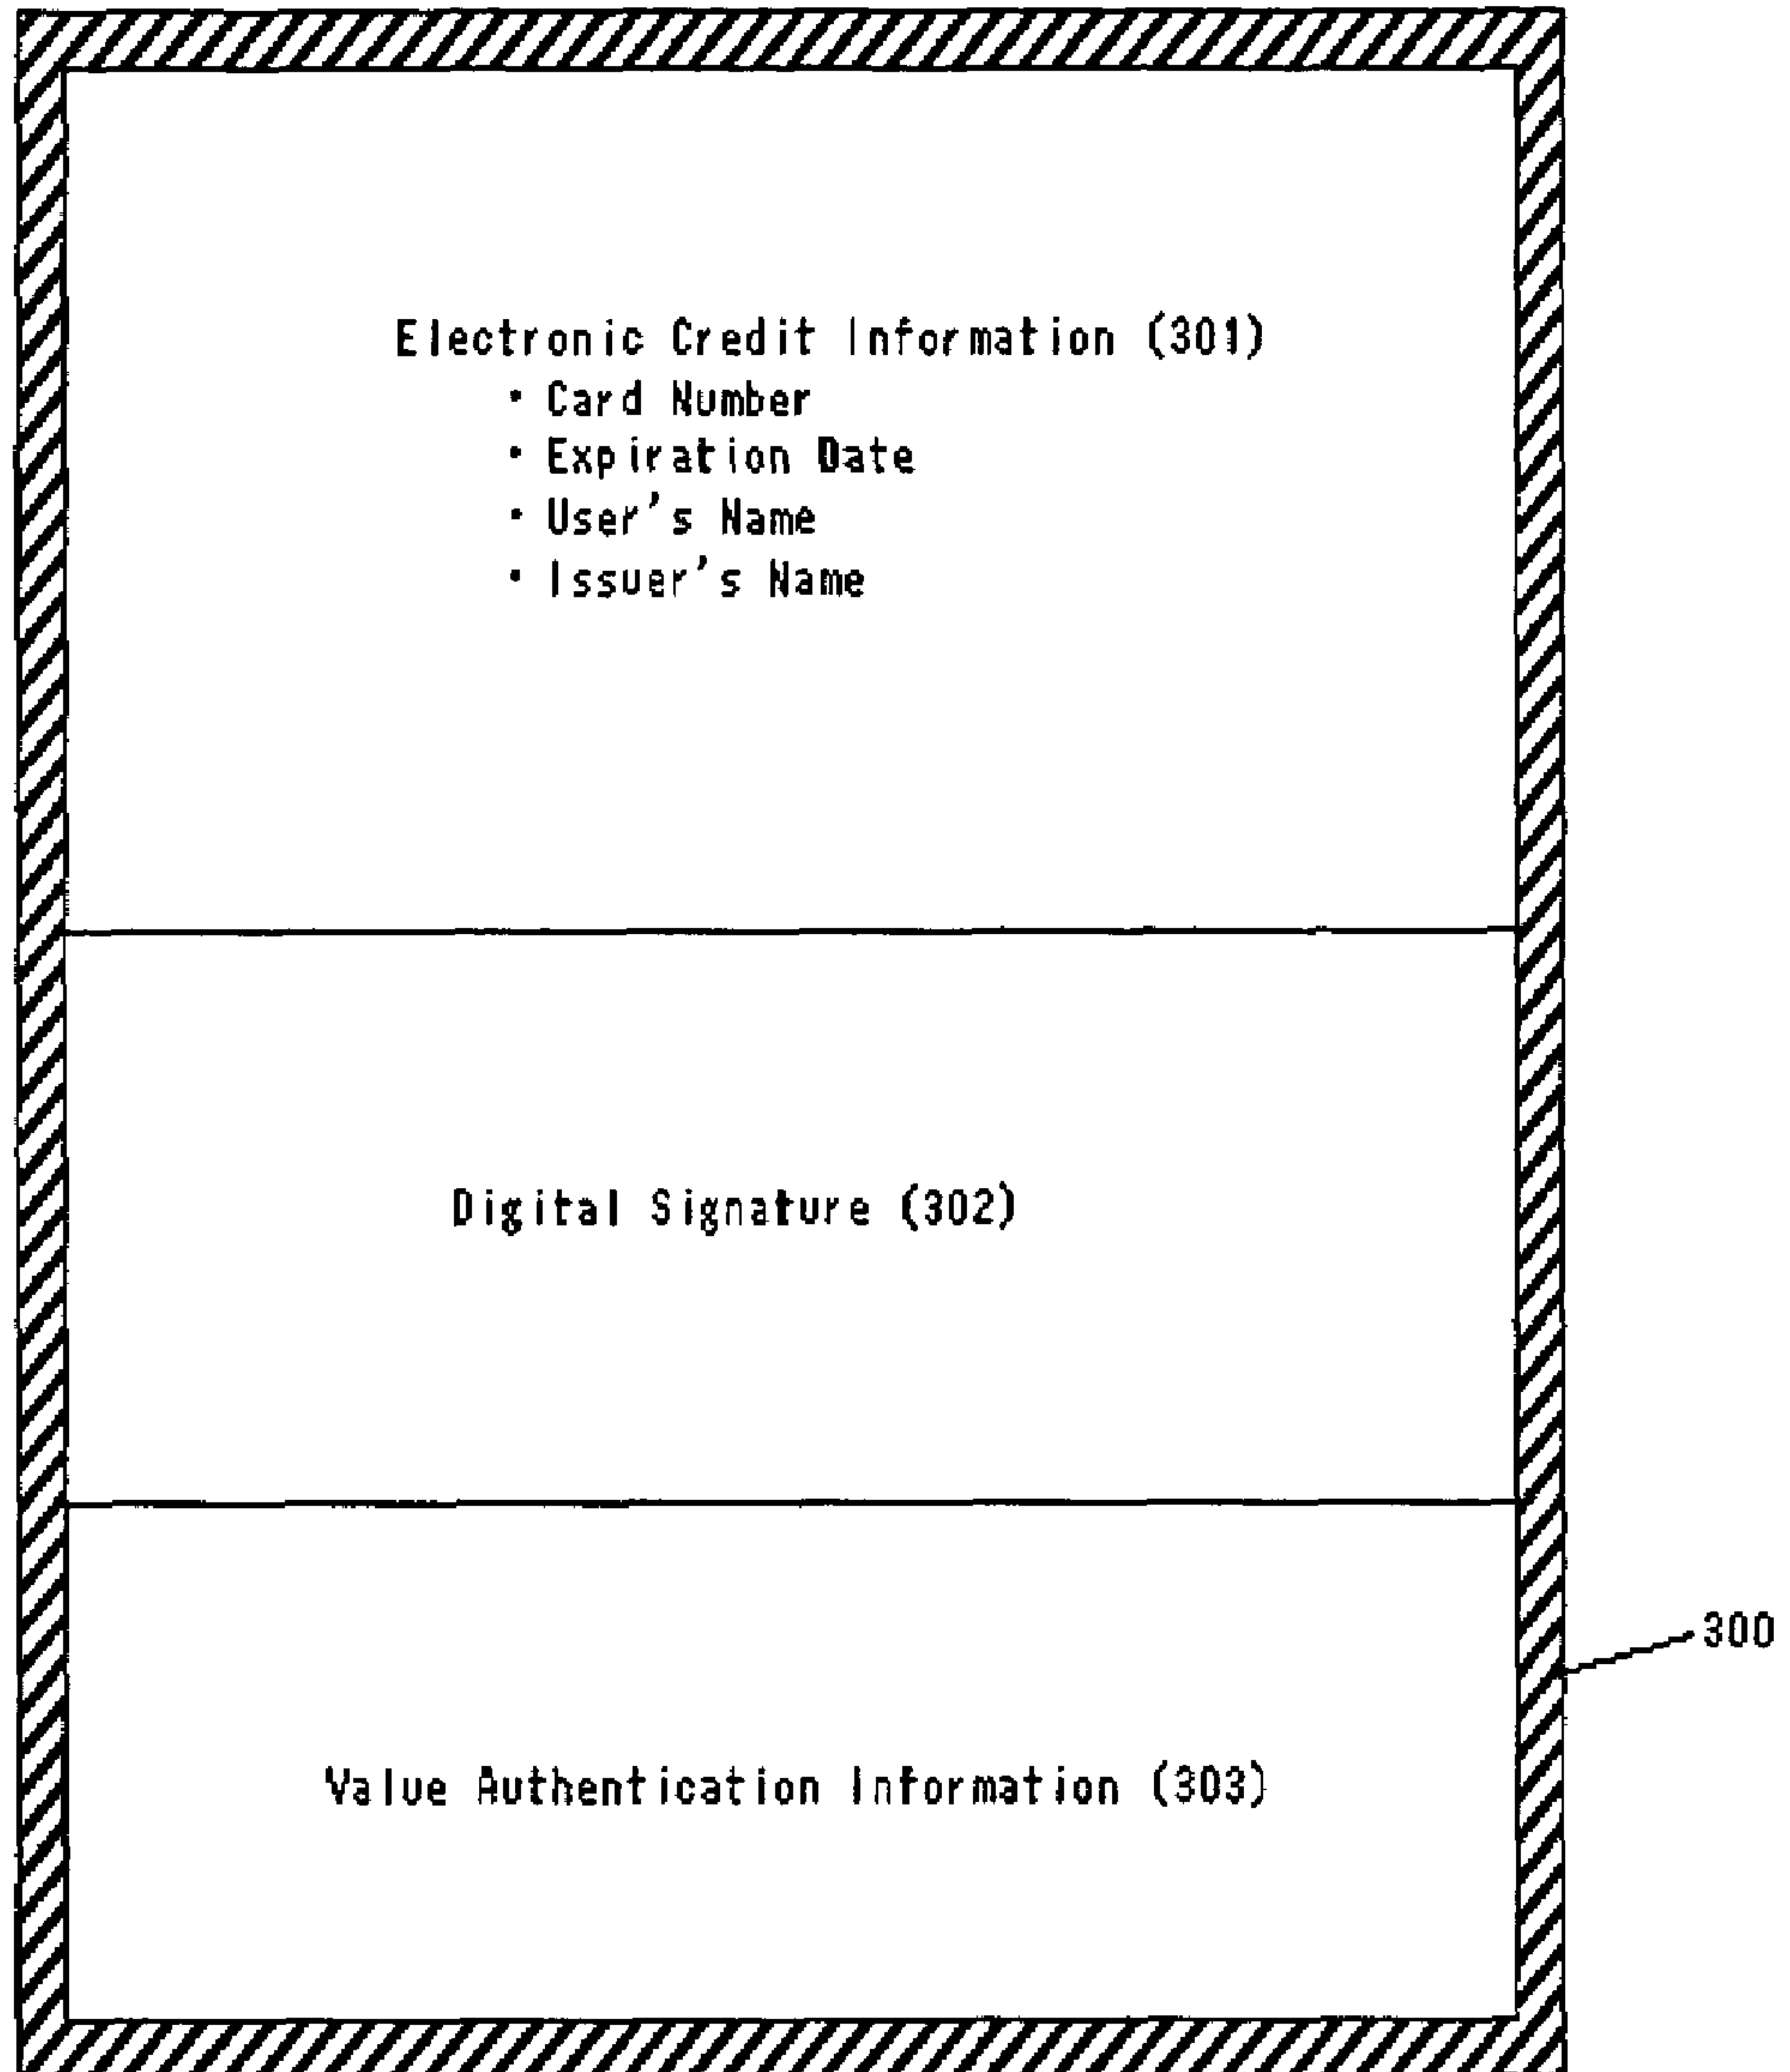 Electronic Credit Information (301)
・Card Number
・Expiration Date
・User's Name
・Issuer's Name
Digital Signature (302)
300
Value Authentication Information (303)